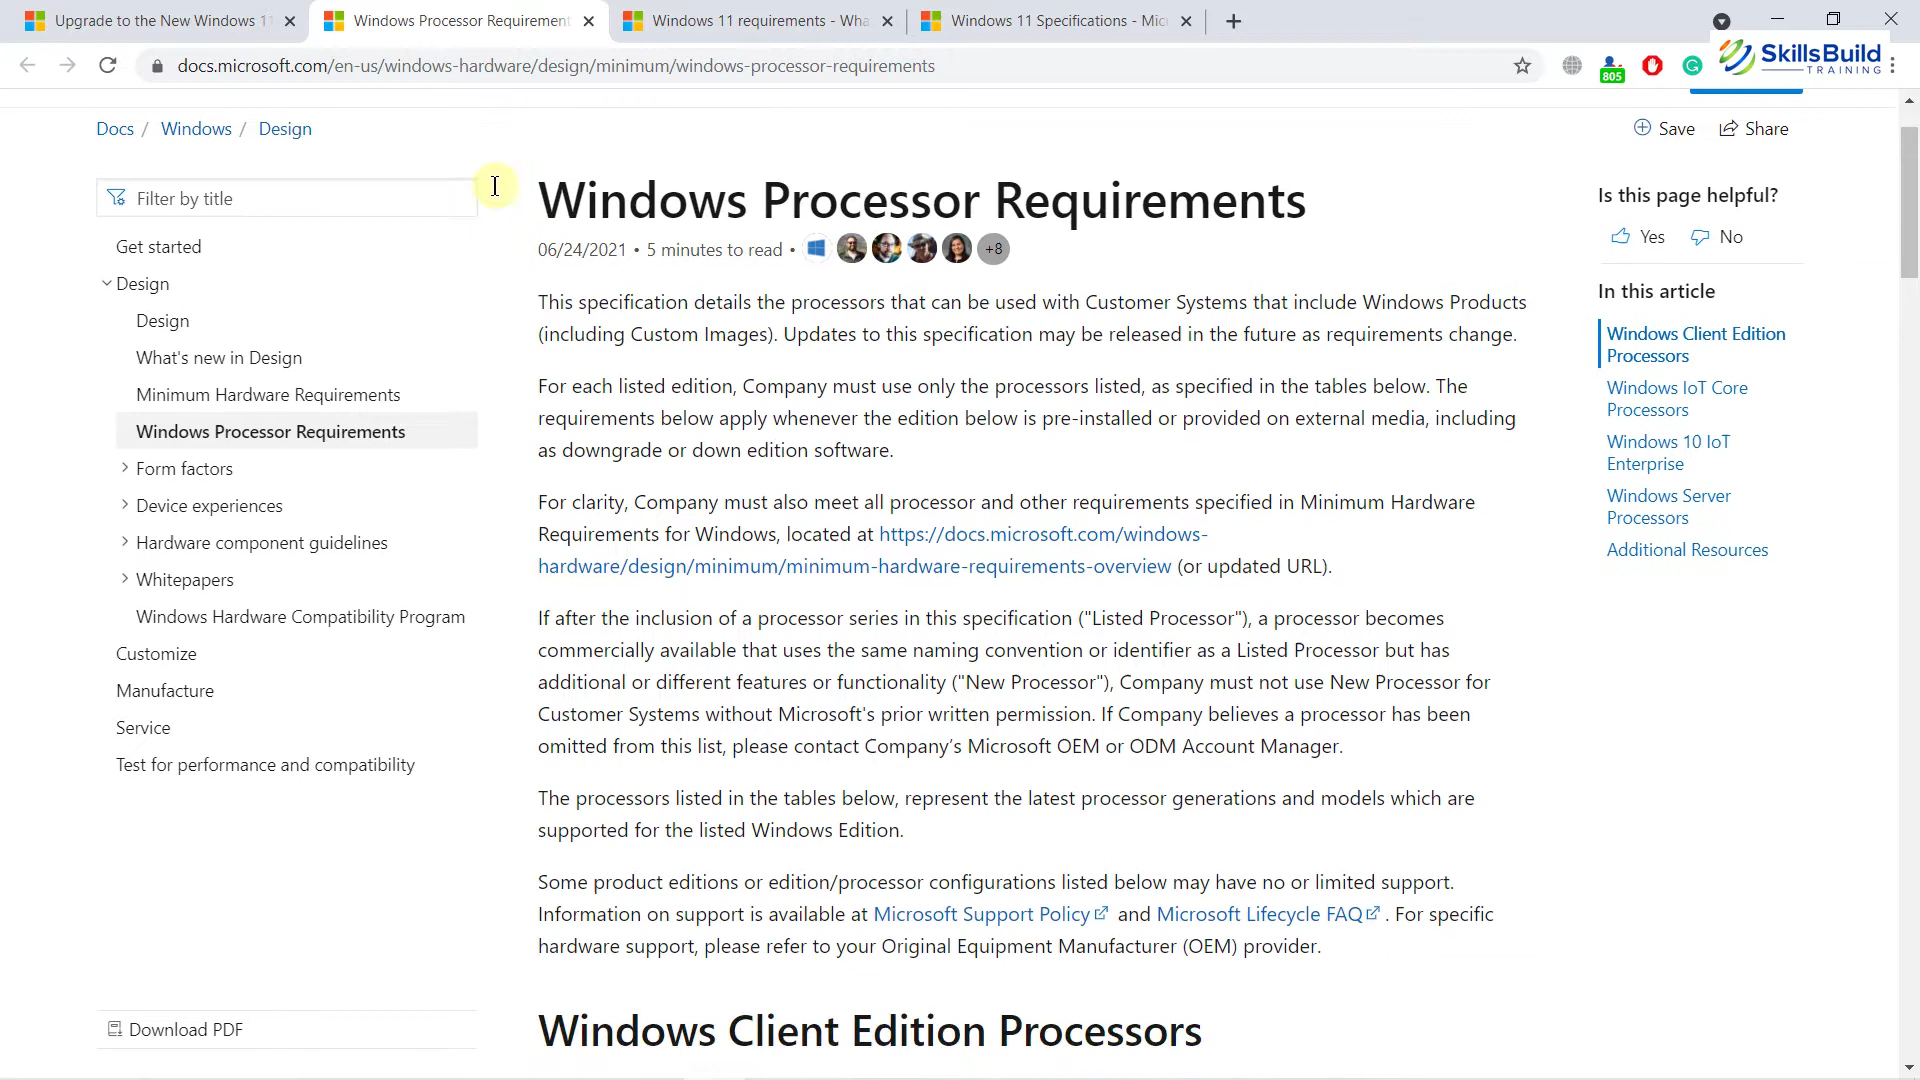 Upgrade to the New Windows 11
Windows Processor Requirement
Windows 11 requirements - Wha
Windows 11 Specifications - Mic
docs.microsoft.com/en-us/windows-hardware/design/minimum/windows-processor-requirements
805
SkillsBuild
TRAINING
Docs / Windows / Design
Save
Share
Filter by title
Get started
Design
Design
What's new in Design
Minimum Hardware Requirements
Windows Processor Requirements
Form factors
Device experiences
Hardware component guidelines
Whitepapers
Windows Hardware Compatibility Program
Customize
Manufacture
Service
Test for performance and compatibility
Download PDF
Windows Processor Requirements
06/24/2021 • 5 minutes to read • +8
This specification details the processors that can be used with Customer Systems that include Windows Products
(including Custom Images). Updates to this specification may be released in the future as requirements change.
For each listed edition, Company must use only the processors listed, as specified in the tables below. The
requirements below apply whenever the edition below is pre-installed or provided on external media, including
as downgrade or down edition software.
For clarity, Company must also meet all processor and other requirements specified in Minimum Hardware
Requirements for Windows, located at https://docs.microsoft.com/windows-
hardware/design/minimum/minimum-hardware-requirements-overview (or updated URL).
If after the inclusion of a processor series in this specification ("Listed Processor"), a processor becomes
commercially available that uses the same naming convention or identifier as a Listed Processor but has
additional or different features or functionality ("New Processor"), Company must not use New Processor for
Customer Systems without Microsoft's prior written permission. If Company believes a processor has been
omitted from this list, please contact Company’s Microsoft OEM or ODM Account Manager.
The processors listed in the tables below, represent the latest processor generations and models which are
supported for the listed Windows Edition.
Some product editions or edition/processor configurations listed below may have no or limited support.
Information on support is available at Microsoft Support Policy and Microsoft Lifecycle FAQ . For specific
hardware support, please refer to your Original Equipment Manufacturer (OEM) provider.
Windows Client Edition Processors
Is this page helpful?
Yes
No
In this article
Windows Client Edition
Processors
Windows IoT Core
Processors
Windows 10 IoT
Enterprise
Windows Server
Processors
Additional Resources